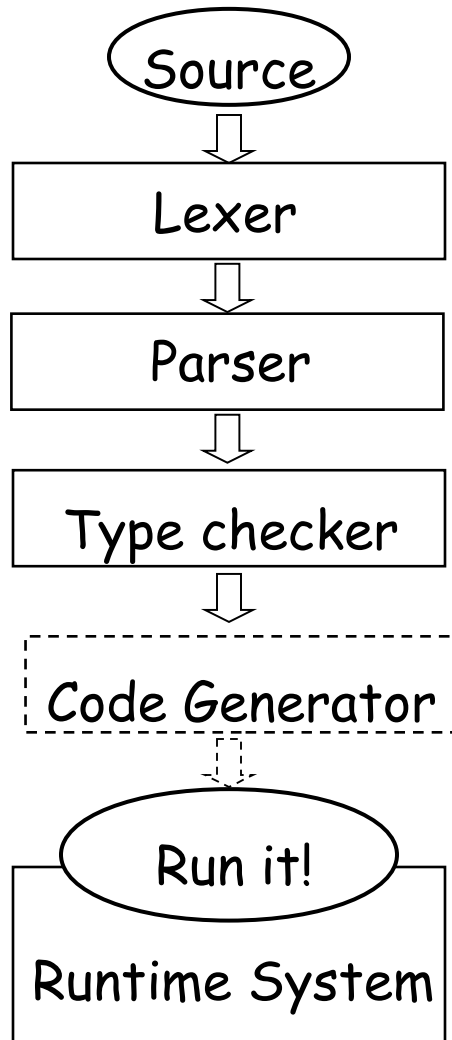 Source
Lexer
Parser
Type checker
Code Generator
Run it!
Runtime System